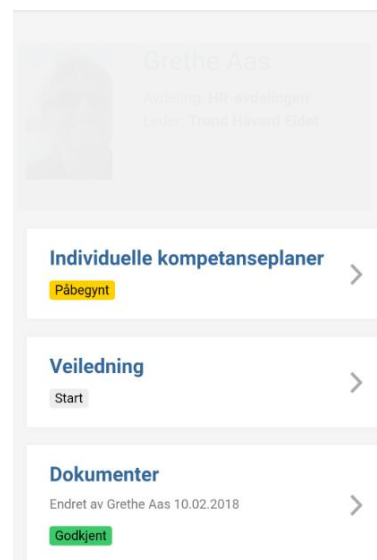 Grethe Aas
Avdeling: HR-avdelingen
Leder: Trond Håvard Eidet
Individuelle kompetanseplaner
Påbegynt
Veiledning
Start
Dokumenter
Endret av Grethe Aas 10.02.2018
Godkjent